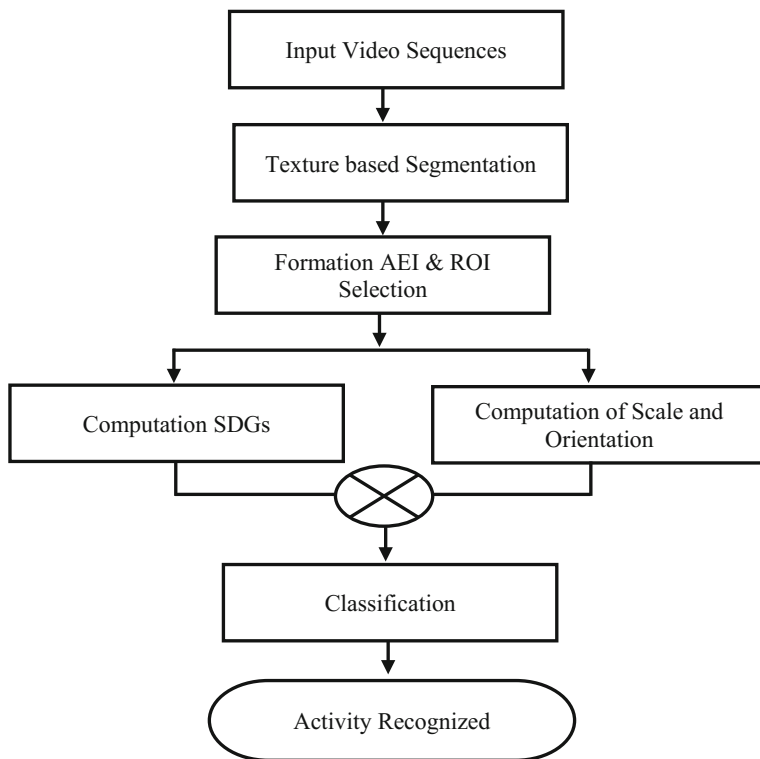 Input Video Sequences
Texture based Segmentation
Formation AEI & ROI
Selection
Computation SDGs
Computation of Scale and
Orientation
Classification
Activity Recognized